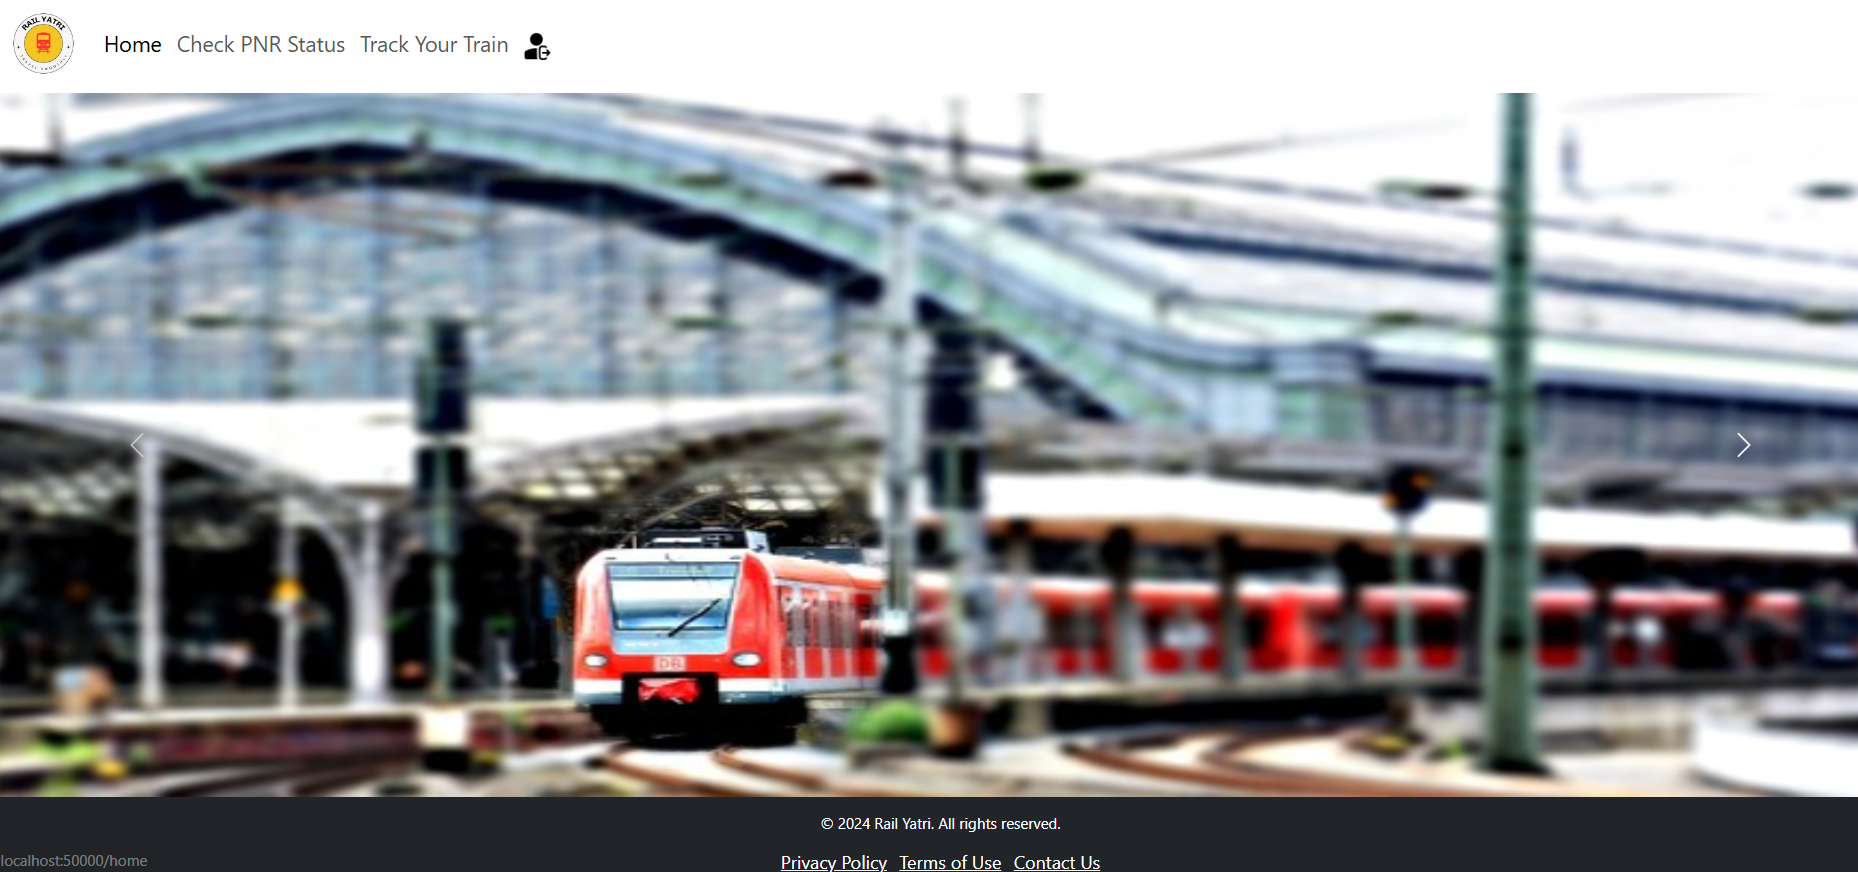 RAIL YATRI
Home Check PNR Status Track Your Train
DB
© 2024 Rail Yatri. All rights reserved.
localhost:50000/home
Privacy Policy Terms of Use Contact Us